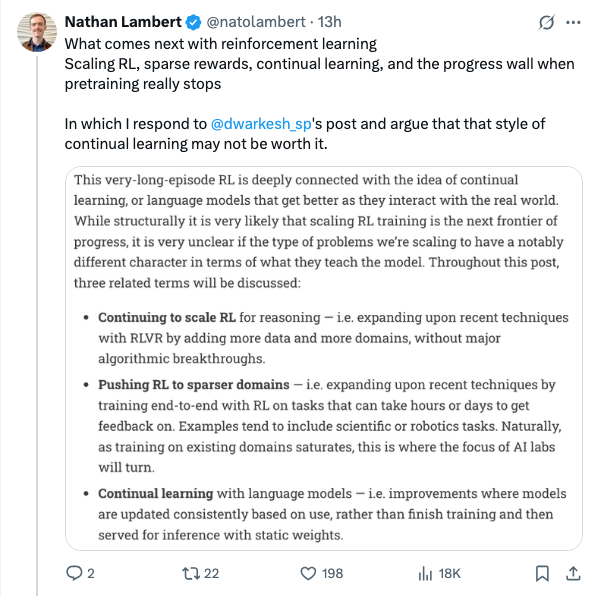 Nathan Lambert @natolambert · 13h
What comes next with reinforcement learning
Scaling RL, sparse rewards, continual learning, and the progress wall when
pretraining really stops
In which I respond to @dwarkesh_sp's post and argue that that style of
continual learning may not be worth it.
This very-long-episode RL is deeply connected with the idea of continual
learning, or language models that get better as they interact with the real world.
While structurally it is very likely that scaling RL training is the next frontier of
progress, it is very unclear if the type of problems we're scaling to have a notably
different character in terms of what they teach the model. Throughout this post,
three related terms will be discussed:
• Continuing to scale RL for reasoning — i.e. expanding upon recent techniques
with RLVR by adding more data and more domains, without major
algorithmic breakthroughs.
• Pushing RL to sparser domains — i.e. expanding upon recent techniques by
training end-to-end with RL on tasks that can take hours or days to get
feedback on. Examples tend to include scientific or robotics tasks. Naturally,
as training on existing domains saturates, this is where the focus of AI labs
will turn.
• Continual learning with language models — i.e. improvements where models
are updated consistently based on use, rather than finish training and then
served for inference with static weights.
2 22 198 18K